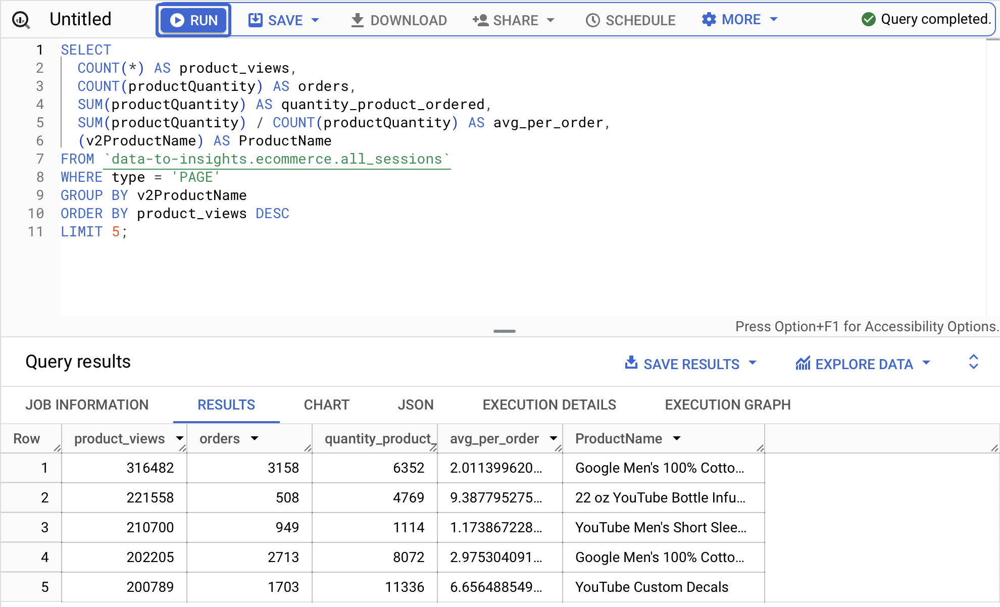 Untitled RUN SAVE DOWNLOAD SHARE SCHEDULE MORE Query completed.
1 SELECT
2 COUNT(*) AS product_views,
3 COUNT(productQuantity) AS orders,
4 SUM(productQuantity) AS quantity_product_ordered,
5 SUM(productQuantity) / COUNT(productQuantity) AS avg_per_order,
6 (v2ProductName) AS ProductName
7 FROM `data-to-insights.ecommerce.all_sessions`
8 WHERE type = 'PAGE'
9 GROUP BY v2ProductName
10 ORDER BY product_views DESC
11 LIMIT 5;
Press Option+F1 for Accessibility Options.
Query results SAVE RESULTS EXPLORE DATA
JOB INFORMATION RESULTS CHART JSON EXECUTION DETAILS EXECUTION GRAPH
Row product_views orders quantity_product_ avg_per_order ProductName
1 316482 3158 6352 2.011399620... Google Men's 100% Cotto...
2 221558 508 4769 9.387795275... 22 oz YouTube Bottle Infu...
3 210700 949 1114 1.173867228... YouTube Men's Short Slee...
4 202205 2713 8072 2.975304091... Google Men's 100% Cotto...
5 200789 1703 11336 6.656488549... YouTube Custom Decals